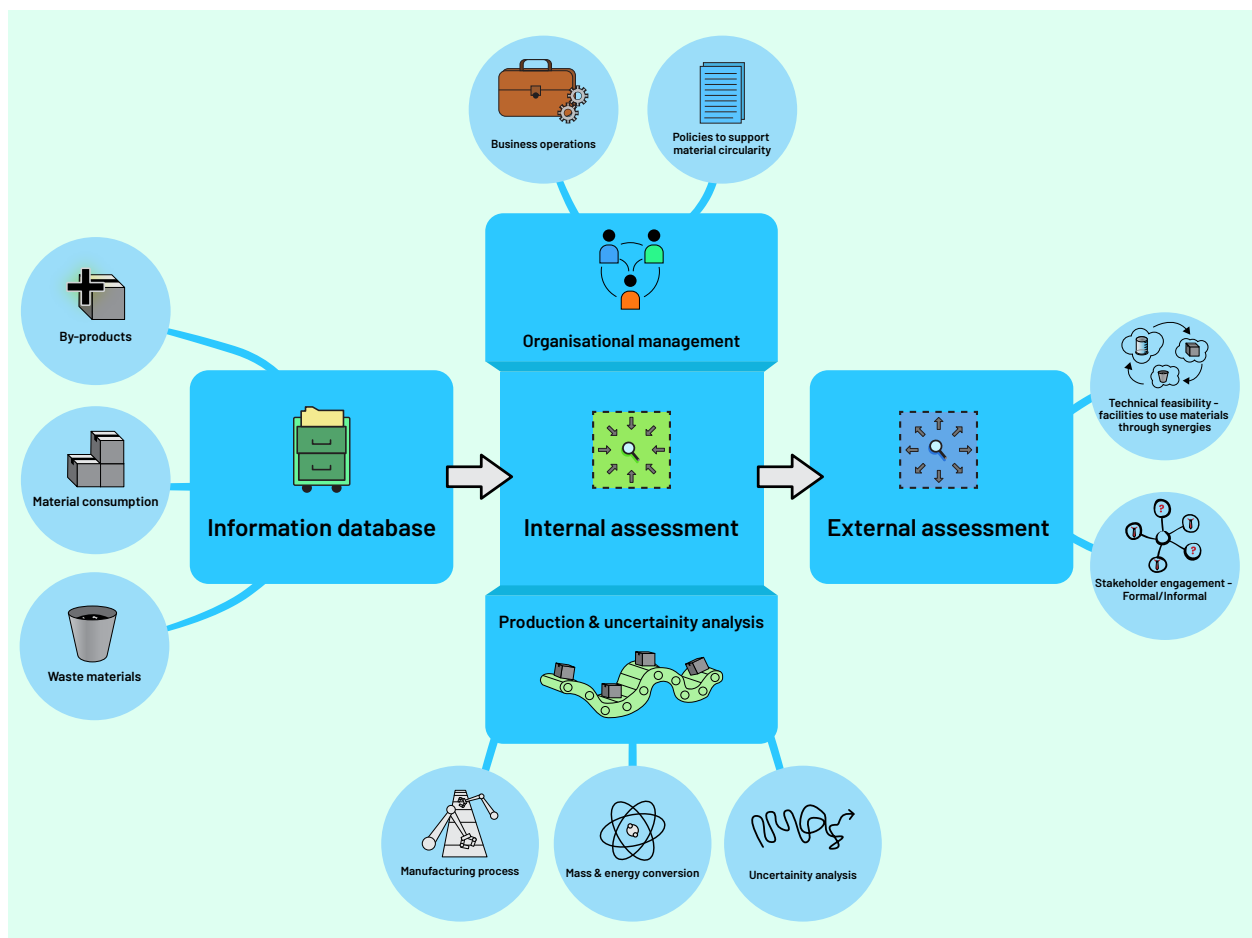 Business operations
Policies to support
material circularity
Organisational management
By-products
Material consumption
Waste materials
Information database
Internal assessment
External assessment
Technical feasibility –
facilities to use materials
through synergies
Stakeholder engagement –
Formal/Informal
? 
?
Production & uncertainity analysis
Manufacturing process
Mass & energy conversion
Uncertainity analysis